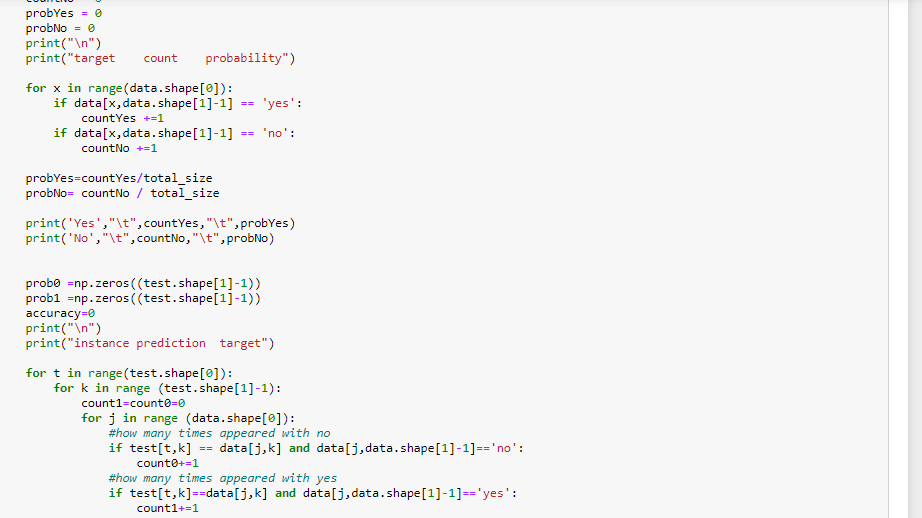 probYes = 0
probNo = 0
print("\n")
print("target    count    probability")
for x in range(data.shape[0]):
    if data[x,data.shape[1]-1] == 'yes':
        countYes +=1
    if data[x,data.shape[1]-1] == 'no':
        countNo +=1
probYes=countYes/total_size
probNo= countNo / total_size
print('Yes',"\t",countYes,"\t",probYes)
print('No',"\t",countNo,"\t",probNo)
prob0 =np.zeros((test.shape[1]-1))
prob1 =np.zeros((test.shape[1]-1))
accuracy=0
print("\n")
print("instance prediction  target")
for t in range(test.shape[0]):
    for k in range (test.shape[1]-1):
        count1=count0=0
        for j in range (data.shape[0]):
            #how many times appeared with no
            if test[t,k] == data[j,k] and data[j,data.shape[1]-1]=='no':
                count0+=1
            #how many times appeared with yes
            if test[t,k]==data[j,k] and data[j,data.shape[1]-1]=='yes':
                count1+=1